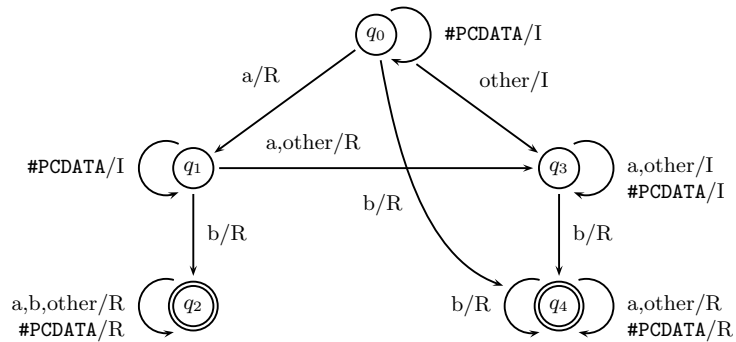 q0
#PCDATA/I
a/R
other/I
a,other/R
#PCDATA/I
q1
q3
a,other/I
#PCDATA/I
b/R
b/R
b/R
a,b,other/R
#PCDATA/R
q2
b/R
q4
a,other/R
#PCDATA/R